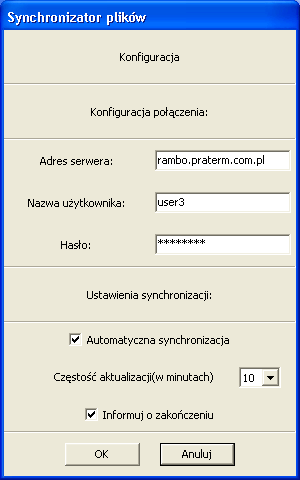 Synchronizator plików
Konfiguracja
Konfiguracja połączenia:
Adres serwera: rambo.praterm.com.pl
Nazwa użytkownika: user3
Hasło: ********
Ustawienia synchronizacji:
Automatyczna synchronizacja
Częstość aktualizacji(w minutach) 10
Informuj o zakończeniu
OK Anuluj